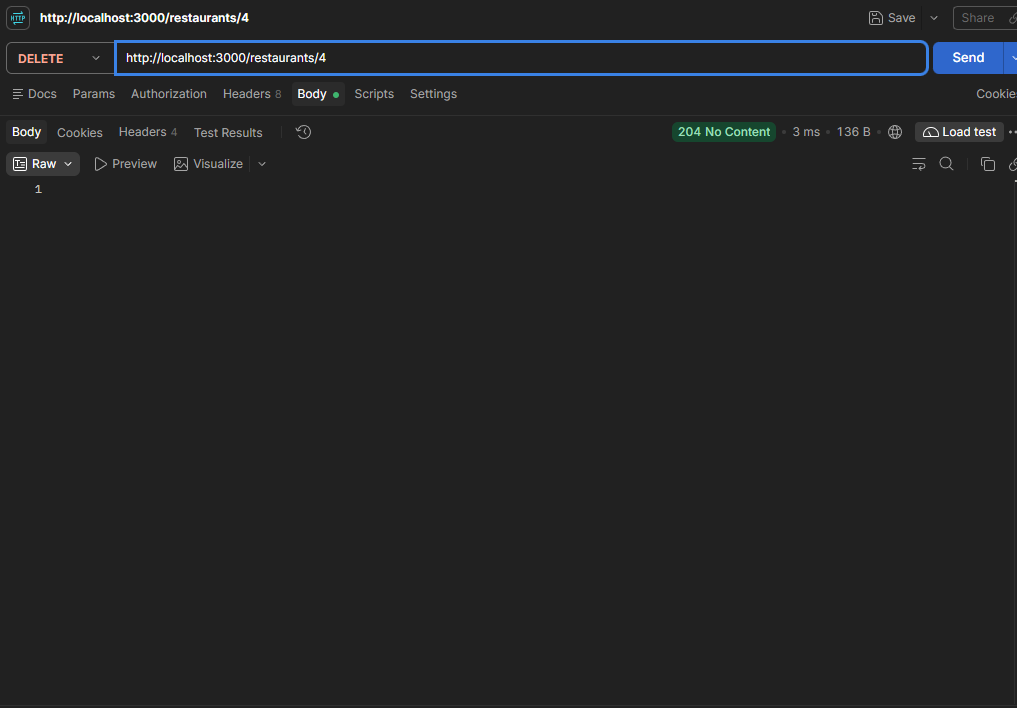 HTTP http://localhost:3000/restaurants/4 Save Share
DELETE http://localhost:3000/restaurants/4 Send
Docs Params Authorization Headers 8 Body Scripts Settings Cookies
Body Cookies Headers 4 Test Results 204 No Content 3 ms 136 B Load test
Raw Preview Visualize
1